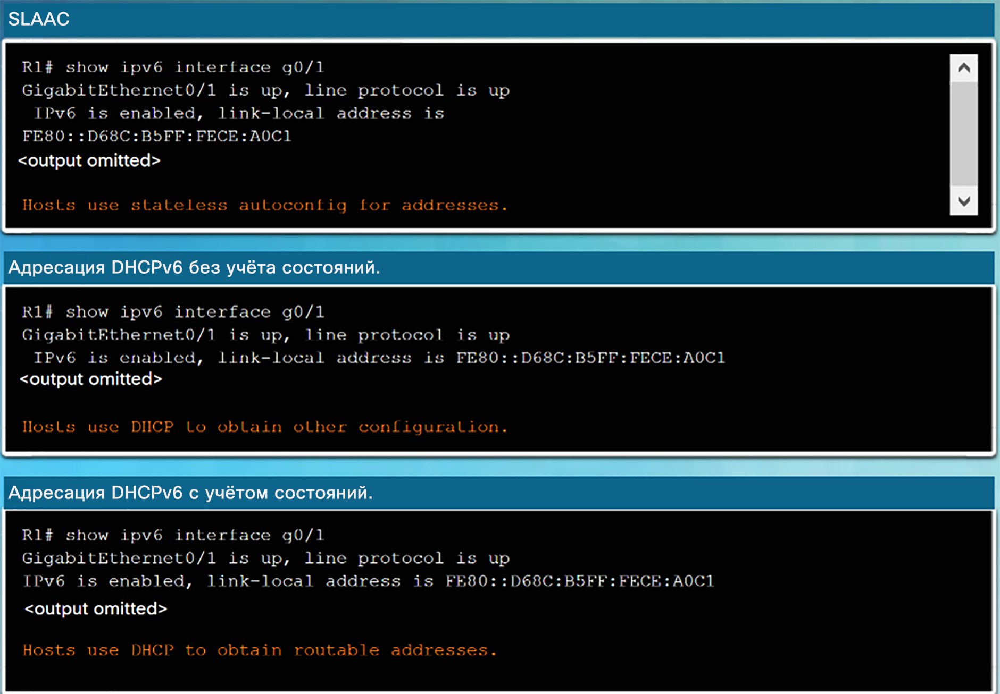 SLAAC
R1# show ipv6 interface g0/1
GigabitEthernet0/1 is up, line protocol is up
IPv6 is enabled, link-local address is
FE80::D68C:B5FF:FECE:A0C1
<output omitted>
Hosts use stateless autoconfig for addresses.
Адресация DHCPv6 без учёта состояний.
R1# show ipv6 interface g0/1
GigabitEthernet0/1 is up, line protocol is up
IPv6 is enabled, link-local address is FE80::D68C:B5FF:FECE:A0C1
<output omitted>
Hosts use DHCP to obtain other configuration.
Адресация DHCPv6 с учётом состояний.
R1# show ipv6 interface g0/1
GigabitEthernet0/1 is up, line protocol is up
IPv6 is enabled, link-local address is FE80::D68C:B5FF:FECE:A0C1
<output omitted>
Hosts use DHCP to obtain routable addresses.